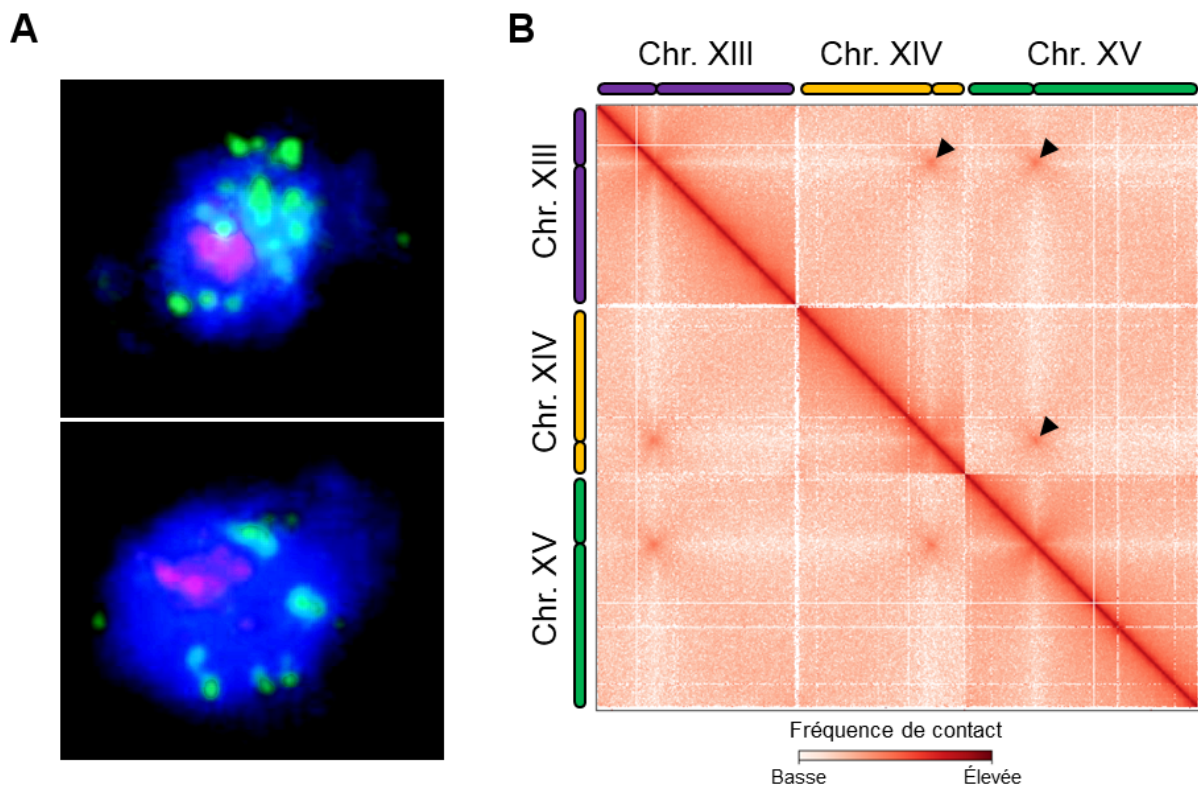 A
B
Chr. XIII
Chr. XIV
Chr. XV
Chr. XIII
Chr. XIV
Chr. XV
Fréquence de contact
Basse
Élevée